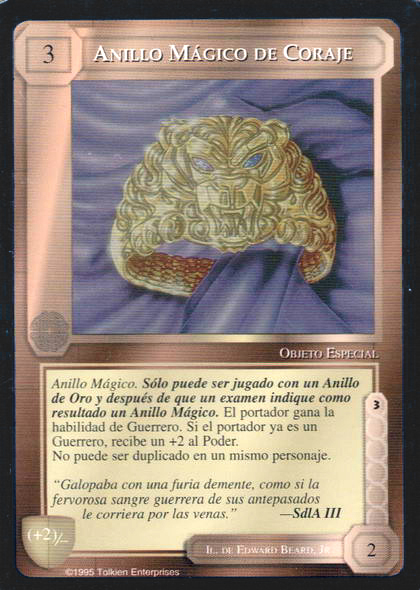 3
ANILLO MÁGICO DE CORAJE
OBJETO ESPECIAL
Anillo Mágico. Sólo puede ser jugado con un Anillo
de Oro y después de que un examen indique como
resultado un Anillo Mágico. El portador gana la
habilidad de Guerrero. Si el portador ya es un
Guerrero, recibe un +2 al Poder.
No puede ser duplicado en un mismo personaje.
3
“Galopaba con una furia demente, como si la
fervorosa sangre guerrera de sus antepasados
le corriera por las venas.” —SdlA III
(+2)/–
IL. DE EDWARD BEARD, JR.
2
©1995 Tolkien Enterprises